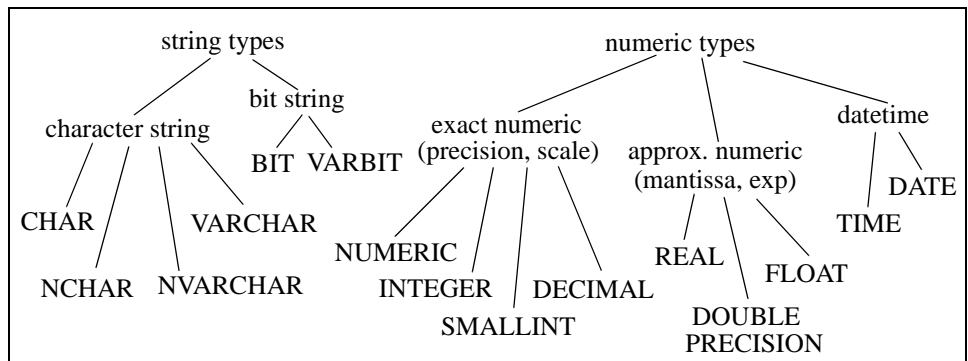 string types
numeric types
bit string
character string
BIT VARBIT
exact numeric
(precision, scale)
datetime
approx. numeric
(mantissa, exp)
CHAR
VARCHAR
NCHAR
NVARCHAR
NUMERIC
INTEGER
SMALLINT
DECIMAL
REAL
FLOAT
DOUBLE
PRECISION
TIME
DATE